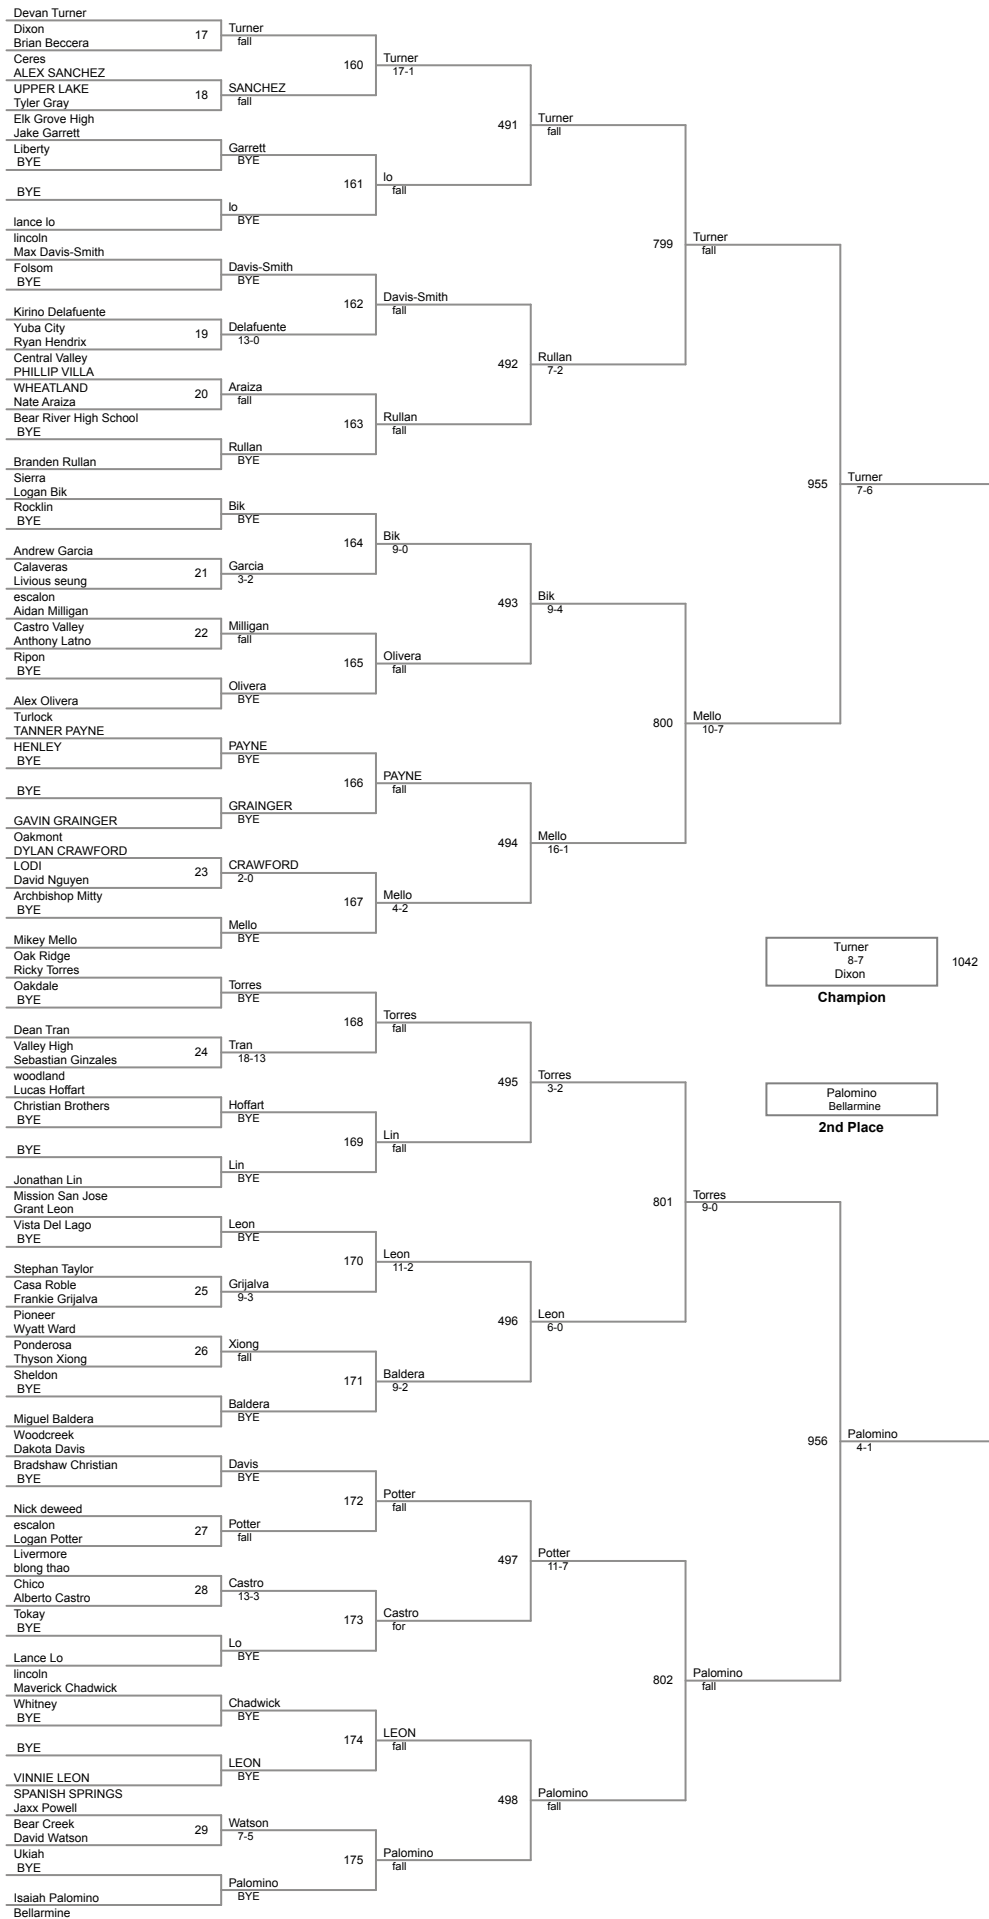 Devan Turner
Dixon
17
Turner
fall
Brian Beccera
Ceres
160
Turner
17-1
ALEX SANCHEZ
UPPER LAKE
18
SANCHEZ
fall
Tyler Gray
Elk Grove High
491
Turner
fall
Jake Garrett
Liberty
Garrett
BYE
BYE
161
lo
fall
BYE
lo
BYE
lance lo
lincoln
799
Turner
fall
Max Davis-Smith
Folsom
Davis-Smith
BYE
BYE
162
Davis-Smith
fall
Kirino Delafuente
Yuba City
19
Delafuente
13-0
Ryan Hendrix
Central Valley
492
Rullan
7-2
PHILLIP VILLA
WHEATLAND
20
Araiza
fall
Nate Araiza
Bear River High School
163
Rullan
fall
BYE
Rullan
BYE
Branden Rullan
Sierra
955
Turner
7-6
Logan Bik
Rocklin
Bik
BYE
BYE
164
Bik
9-0
Andrew Garcia
Calaveras
21
Garcia
3-2
Livious seung
escalon
493
Bik
9-4
Aidan Milligan
Castro Valley
22
Milligan
fall
Anthony Latno
Ripon
165
Olivera
fall
BYE
Olivera
BYE
Alex Olivera
Turlock
800
Mello
10-7
TANNER PAYNE
HENLEY
PAYNE
BYE
BYE
166
PAYNE
fall
BYE
GRAINGER
BYE
GAVIN GRAINGER
Oakmont
494
Mello
16-1
DYLAN CRAWFORD
LODI
23
CRAWFORD
2-0
David Nguyen
Archbishop Mitty
167
Mello
4-2
BYE
Mello
BYE
Mikey Mello
Oak Ridge
Turner
8-7
Dixon
1042
Champion
Ricky Torres
Oakdale
Torres
BYE
BYE
168
Torres
fall
Dean Tran
Valley High
24
Tran
18-13
Sebastian Ginzales
woodland
495
Torres
3-2
Palomino
Bellarmine
2nd Place
Lucas Hoffart
Christian Brothers
Hoffart
BYE
BYE
169
Lin
fall
BYE
Lin
BYE
Jonathan Lin
Mission San Jose
801
Torres
9-0
Grant Leon
Vista Del Lago
Leon
BYE
BYE
170
Leon
11-2
Stephan Taylor
Casa Roble
25
Grijalva
9-3
Frankie Grijalva
Pioneer
496
Leon
6-0
Wyatt Ward
Ponderosa
26
Xiong
fall
Thyson Xiong
Sheldon
171
Baldera
9-2
BYE
Baldera
BYE
Miguel Baldera
Woodcreek
956
Palomino
4-1
Dakota Davis
Bradshaw Christian
Davis
BYE
BYE
172
Potter
fall
Nick deweed
escalon
27
Potter
fall
Logan Potter
Livermore
497
Potter
11-7
blong thao
Chico
28
Castro
13-3
Alberto Castro
Tokay
173
Castro
for
BYE
Lo
BYE
Lance Lo
lincoln
802
Palomino
fall
Maverick Chadwick
Whitney
Chadwick
BYE
BYE
174
LEON
fall
BYE
LEON
BYE
VINNIE LEON
SPANISH SPRINGS
498
Palomino
fall
Jaxx Powell
Bear Creek
29
Watson
7-5
David Watson
Ukiah
175
Palomino
fall
BYE
Palomino
BYE
Isaiah Palomino
Bellarmine